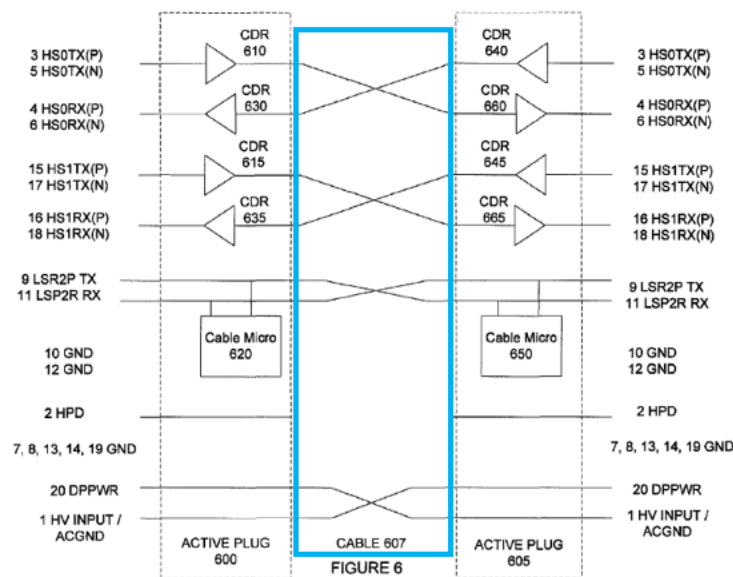 3 HS0TX(P)
5 HS0TX(N)
CDR
610
CDR
640
3 HS0TX(P)
5 HS0TX(N)
4 HS0RX(P)
6 HS0RX(N)
CDR
630
CDR
660
4 HS0RX(P)
6 HS0RX(N)
15 HS1TX(P)
17 HS1TX(N)
CDR
615
CDR
645
15 HS1TX(P)
17 HS1TX(N)
16 HS1RX(P)
18 HS1RX(N)
CDR
635
CDR
665
16 HS1RX(P)
18 HS1RX(N)
9 LSR2P TX
11 LSP2R RX
9 LSR2P TX
11 LSP2R RX
Cable Micro
620
Cable Micro
650
10 GND
12 GND
10 GND
12 GND
2 HPD
2 HPD
7, 8, 13, 14, 19 GND
7, 8, 13, 14, 19 GND
20 DPPWR
20 DPPWR
1 HV INPUT /
ACGND
1 HV INPUT /
ACGND
ACTIVE PLUG
600
CABLE 607
ACTIVE PLUG
605
FIGURE 6